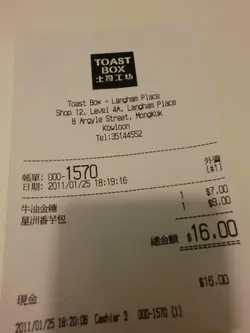 TOAST
BOX
土司工坊
Toast Box - Langham Place
Shop 12, Level 4A, Langham Place
8 Argyle Street, Mongkok
Kowloon
Tel:35144552
帳單: 000-1570 外賣
日期: 2011/01/25 18:19:16 [s1]
牛油金磚 1 $7.00
星洲香芋包 1 $9.00
總金額 $16.00
現金 $16.00
2011/01/25 18:20:08 Cashier 3 000-1570 [1]